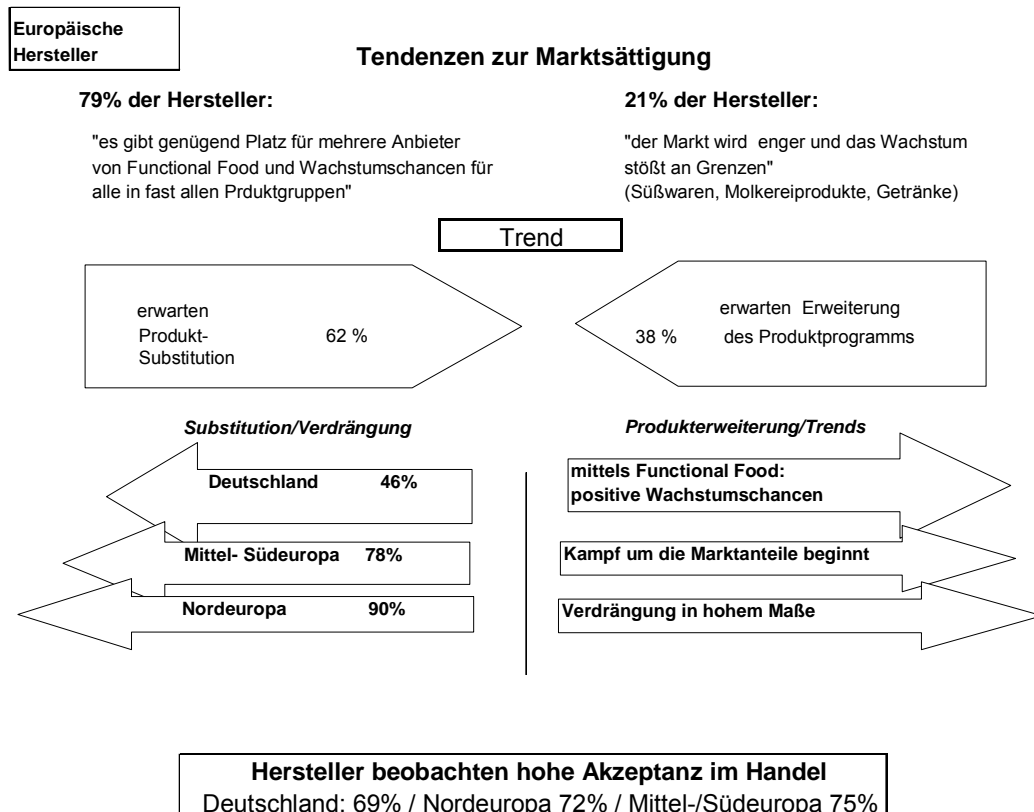 Europäische
Hersteller
Tendenzen zur Marktsättigung
79% der Hersteller:
"es gibt genügend Platz für mehrere Anbieter
von Functional Food und Wachstumschancen für
alle in fast allen Prduktgruppen"
21% der Hersteller:
"der Markt wird enger und das Wachstum
stößt an Grenzen"
(Süßwaren, Molkereiprodukte, Getränke)
Trend
erwarten
Produkt- 62 %
Substitution
erwarten Erweiterung
38 % des Produktprogramms
Substitution/Verdrängung
Deutschland 46%
Mittel- Südeuropa 78%
Nordeuropa 90%
Produkterweiterung/Trends
mittels Functional Food:
positive Wachstumschancen
Kampf um die Marktanteile beginnt
Verdrängung in hohem Maße
Hersteller beobachten hohe Akzeptanz im Handel
Deutschland: 69% / Nordeuropa 72% / Mittel-/Südeuropa 75%